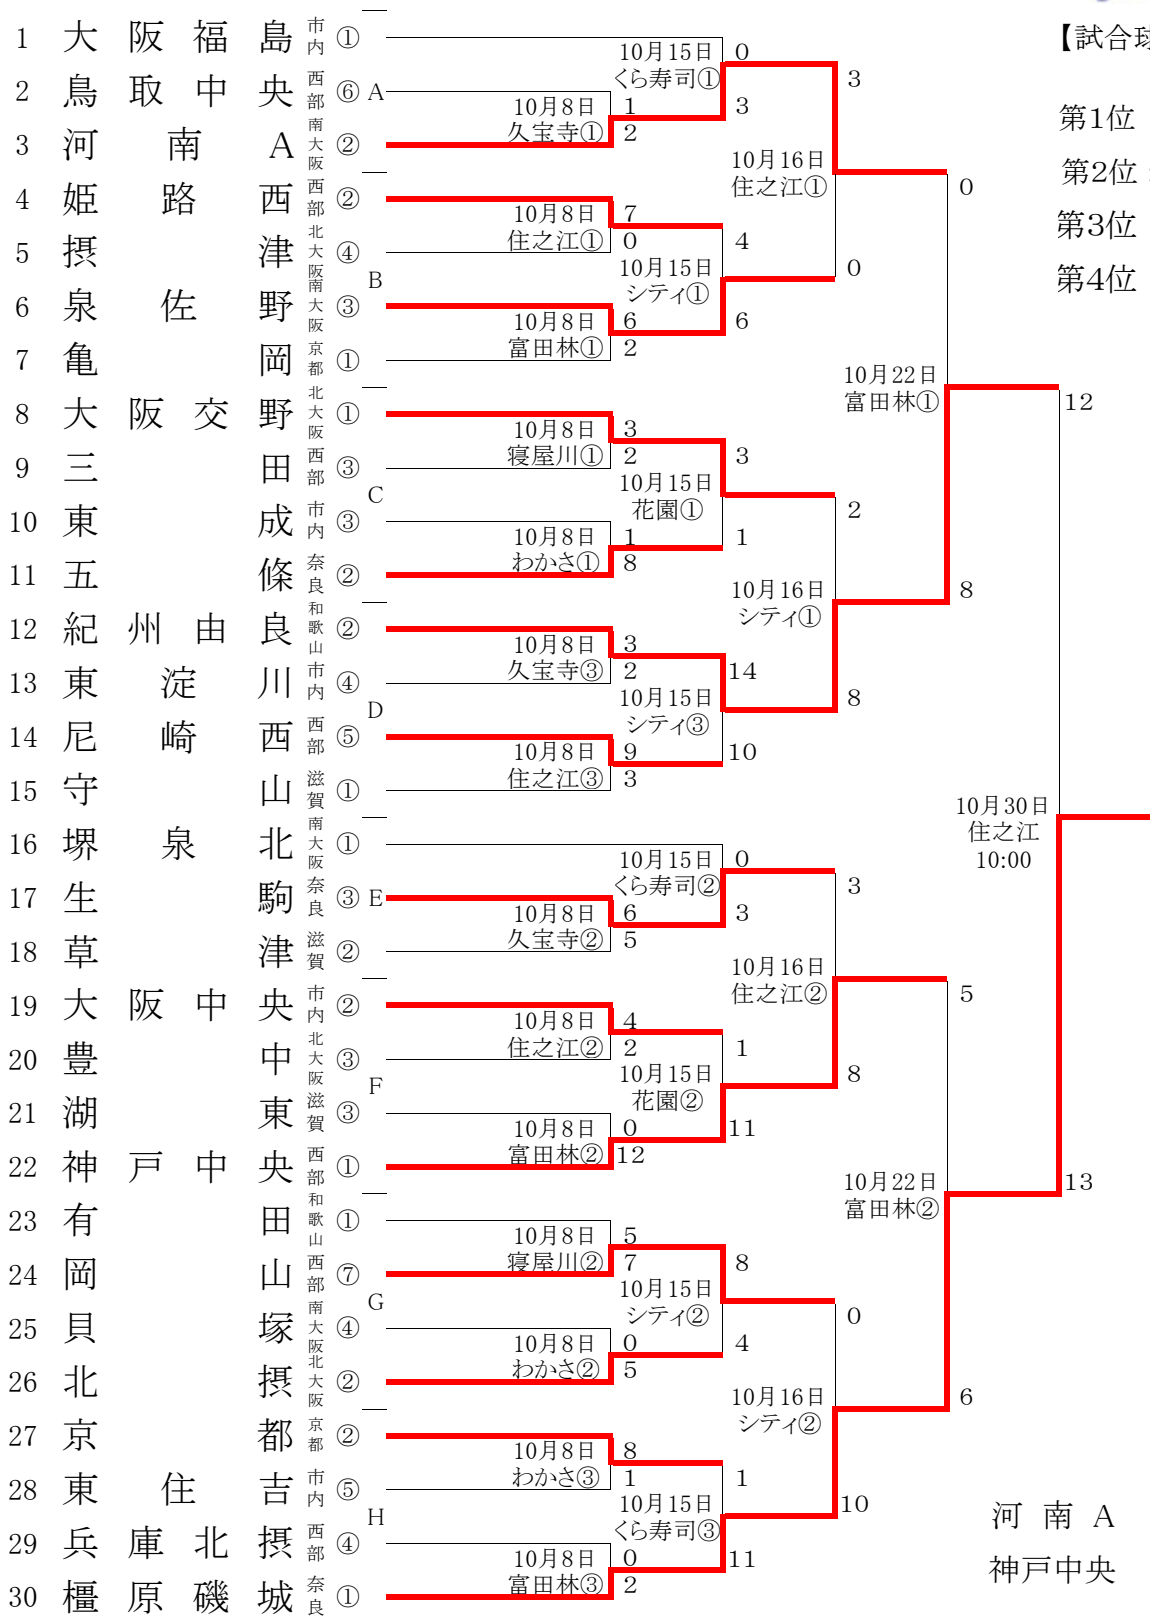 1 大阪福島 市内 ①
2 鳥取中央 西部 ⑥ A
3 河南A 南大阪 ②
4 姫路西 西部 ②
5 摂津 北大阪 ④
B
6 泉佐野 南大阪 ③
7 亀岡 京都 ①
8 大阪交野 北大阪 ①
9 三田 西部 ③
C
10 東成 市内 ③
11 五條 奈良 ②
12 紀州由良 和歌山 ②
13 東淀川 市内 ④
D
14 尼崎西 西部 ⑤
15 守山 滋賀 ①
16 堺泉北 南大阪 ①
17 生駒 奈良 ③ E
18 草津 滋賀 ②
19 大阪中央 市内 ②
20 豊中 北大阪 ③
F
21 湖東 滋賀 ③
22 神戸中央 西部 ①
23 有田 和歌山 ①
24 岡山 西部 ⑦
G
25 貝塚 南大阪 ④
26 北摂 北大阪 ②
27 京都 京都 ②
28 東住吉 市内 ⑤
H
29 兵庫北摂 西部 ④
30 橿原磯城 奈良 ①
10月8日 1
久宝寺① 2
10月8日 7
住之江① 0
10月8日 6
富田林① 2
10月8日 3
寝屋川① 2
10月8日 1
わかさ① 8
10月8日 3
久宝寺③ 2
10月8日 9
住之江③ 3
10月8日 6
久宝寺② 5
10月8日 4
住之江② 2
10月8日 0
富田林② 12
10月8日 5
寝屋川② 7
10月8日 0
わかさ② 5
10月8日 8
わかさ③ 1
10月8日 0
富田林③ 2
10月15日 0
くら寿司①
3
4
10月15日
シティ①
6
3
10月15日
花園①
1
14
10月15日
シティ③
10
10月15日 0
くら寿司②
3
1
10月15日
花園②
11
8
10月15日
シティ②
4
1
10月15日
くら寿司③
11
3
10月16日
住之江①
0
2
10月16日
シティ①
8
3
10月16日
住之江②
8
0
10月16日
シティ②
10
0
10月22日
富田林①
8
5
10月22日
富田林②
6
12
10月30日
住之江
10:00
13
【試合球
第1位
第2位
第3位
第4位
河南A
神戸中央